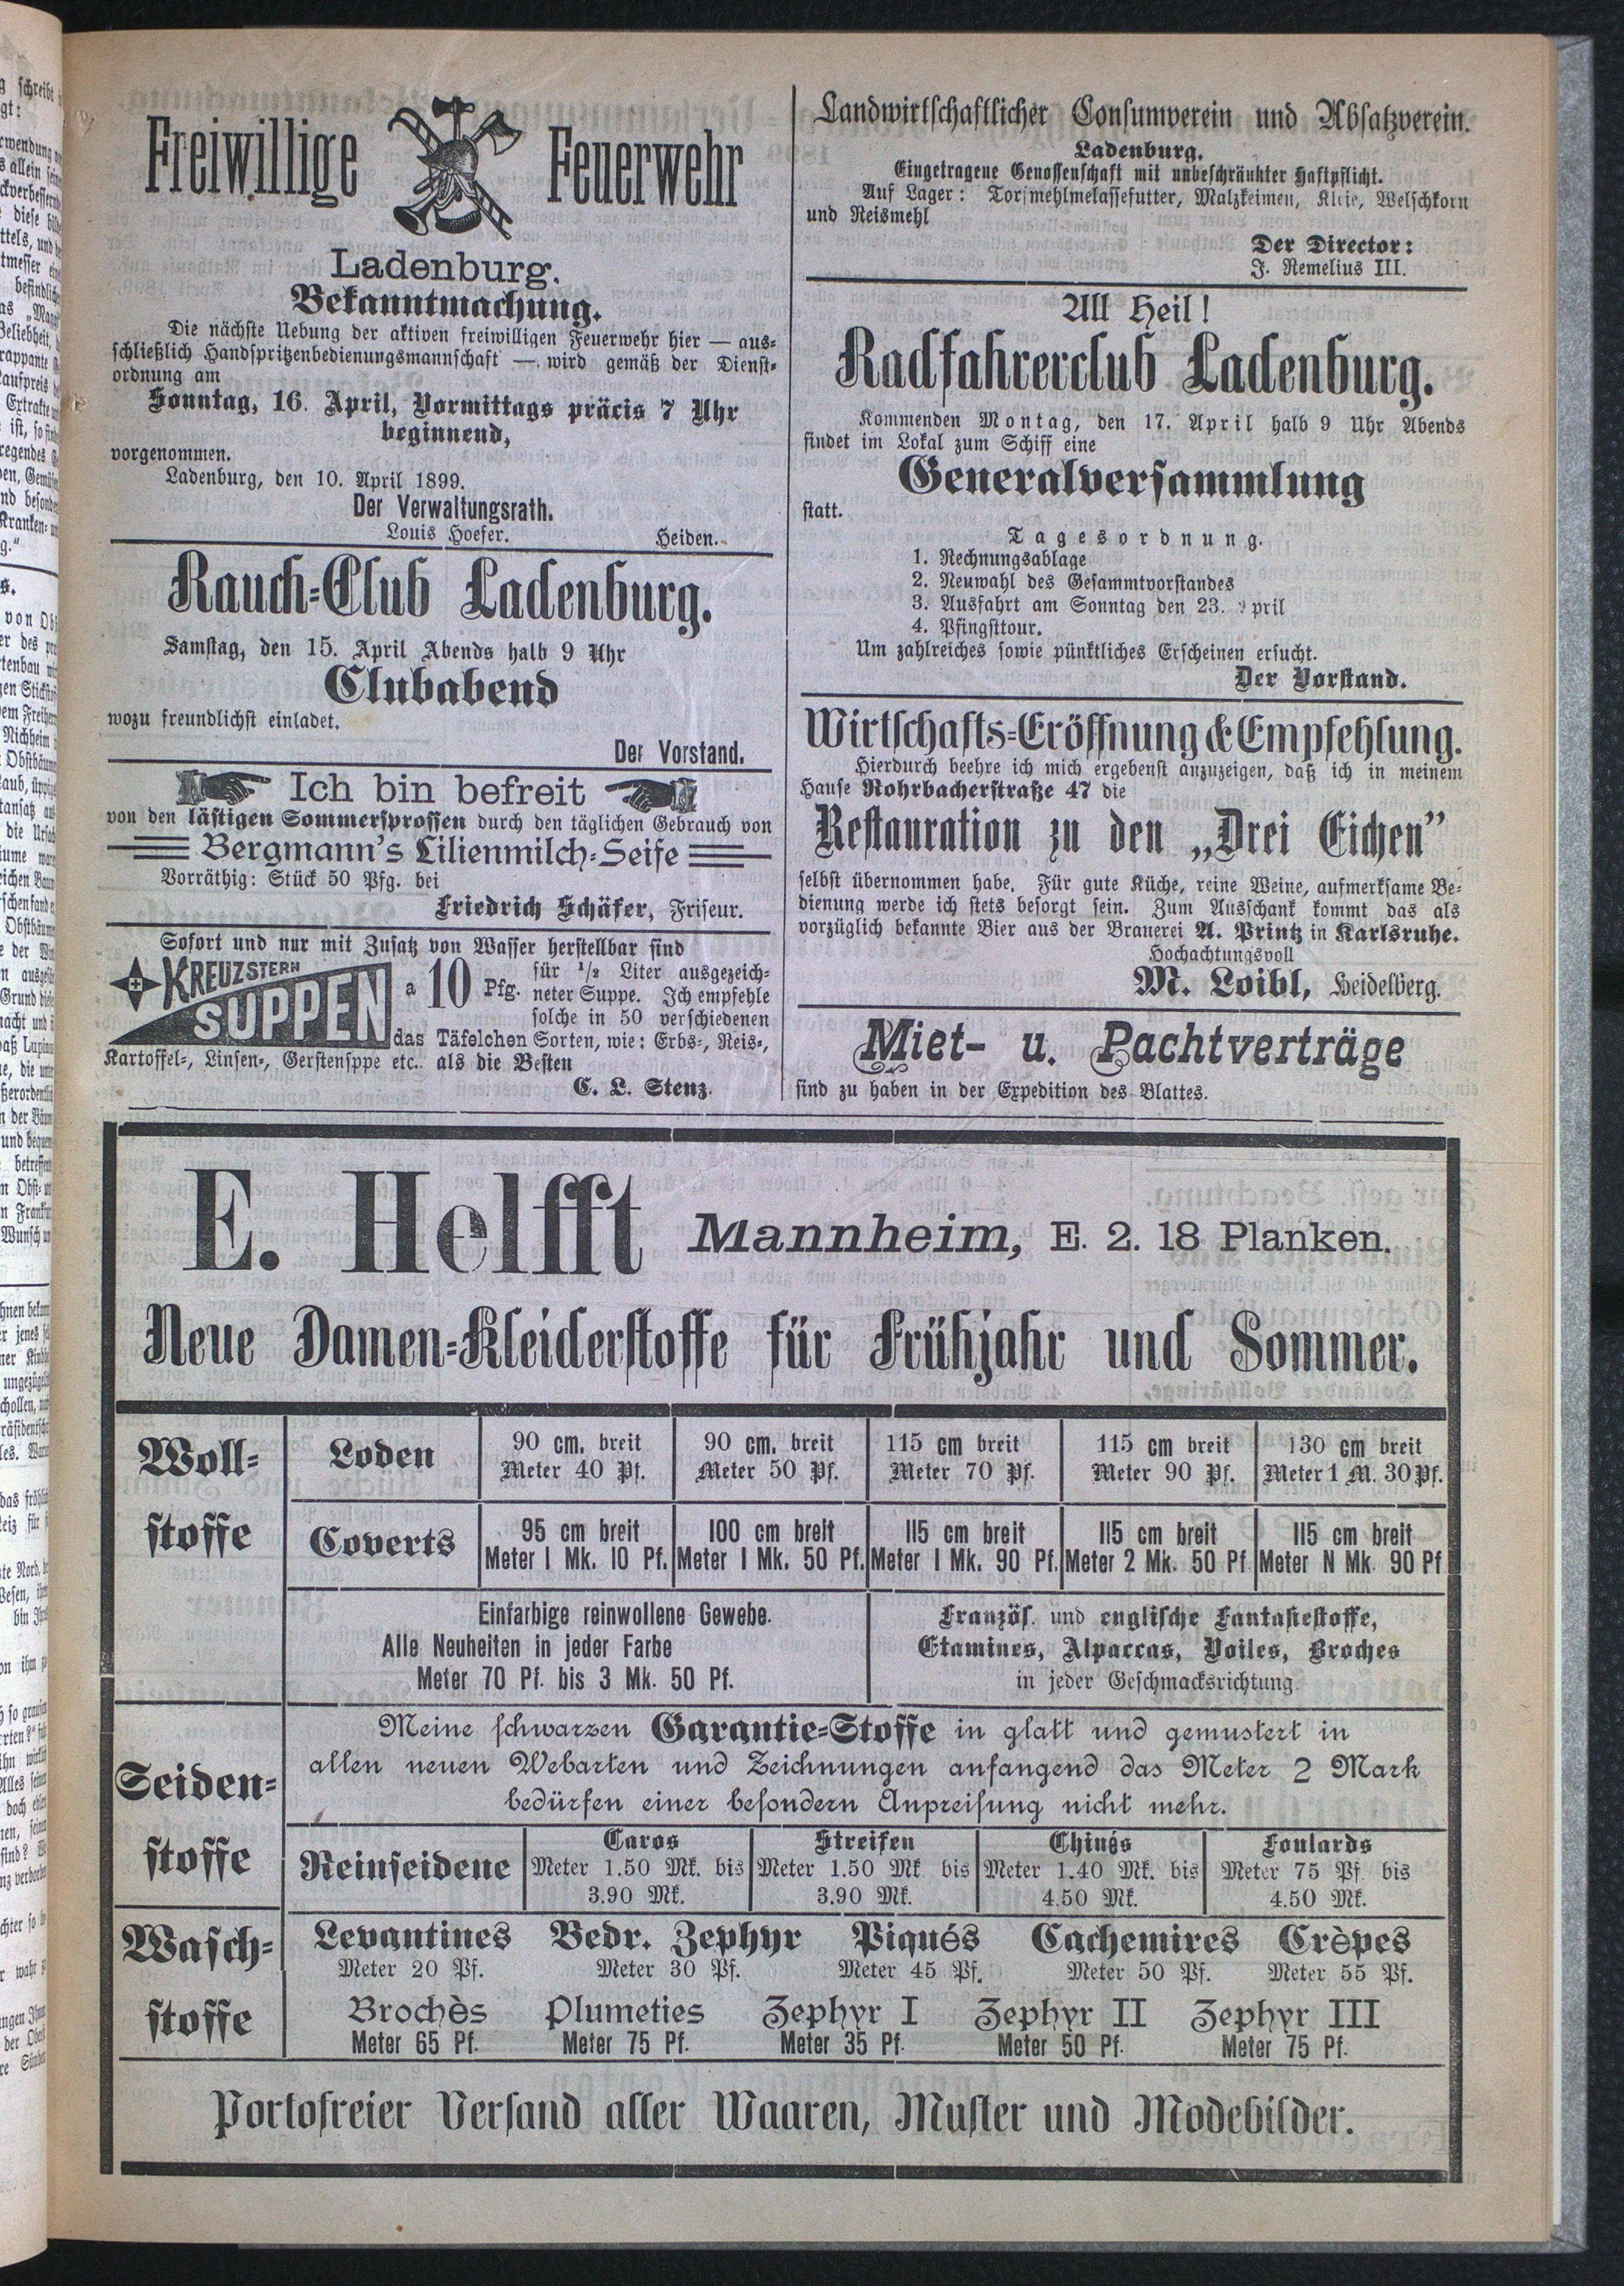 Freiwillige Feuerwehr
Ladenburg.
Bekanntmachung.
Die nächste Uebung der aktiven freiwilligen Feuerwehr hier — aus-
schließlich Handspritzenbedienungsmannschaft — wird gemäß der Dienst-
ordnung am
Sonntag, 16. April, Vormittags präcis 7 Uhr
beginnend,
vorgenommen.
Ladenburg, den 10. April 1899.
Der Verwaltungsrath.
Louis Hoefer. Heiden.
Rauch-Club Ladenburg.
Samstag, den 15. April Abends halb 9 Uhr
Clubabend
wozu freundlichst einladet.
Der Vorstand.
Ich bin befreit
von den lästigen Sommersprossen durch den täglichen Gebrauch von
Bergmann's Lilienmilch-Seife
Vorräthig: Stück 50 Pfg. bei
Friedrich Schäfer, Friseur.
Sofort und nur mit Zusatz von Wasser herstellbar sind
KREUZSTERN
SUPPEN
a 10 Pfg.
für 1/2 Liter ausgezeich-
neter Suppe. Ich empfehle
solche in 50 verschiedenen
das Täfelchen Sorten, wie: Erbs-, Reis-,
Kartoffel-, Linsen-, Gerstensppe etc. als die Besten
C. L. Stenz.
Landwirtschaftlicher Consumverein und Absatzverein.
Ladenburg.
Eingetragene Genossenschaft mit unbeschränkter Haftpflicht.
Auf Lager: Torfmehlmelassefutter, Malzkeimen, Kleie, Welschkorn
und Reismehl
Der Director:
J. Remelius III.
All Heil!
Radfahrerclub Ladenburg.
Kommenden Montag, den 17. April halb 9 Uhr Abends
findet im Lokal zum Schiff eine
Generalversammlung
statt.
Tagesordnung.
1. Rechnungsablage
2. Neuwahl des Gesammtvorstandes
3. Ausfahrt am Sonntag den 23. pril
4. Pfingsttour.
Um zahlreiches sowie pünktliches Erscheinen ersucht.
Der Vorstand.
Wirtschafts-Eröffnung & Empfehlung.
Hierdurch beehre ich mich ergebenst anzuzeigen, daß ich in meinem
Hause Rohrbacherstraße 47 die
Restauration zu den „Drei Eichen"
selbst übernommen habe. Für gute Küche, reine Weine, aufmerksame Be-
dienung werde ich stets besorgt sein. Zum Ausschank kommt das als
vorzüglich bekannte Bier aus der Brauerei A. Printz in Karlsruhe.
Hochachtungsvoll
M. Loibl, Heidelberg.
Miet- u. Pachtverträge
sind zu haben in der Expedition des Blattes.
E. Helfft Mannheim, E. 2. 18 Planken.
Neue Damen-Kleiderstoffe für Frühjahr und Sommer.
Woll-
stoffe
Loden
90 cm. breit
Meter 40 Pf.
90 cm. breit
Meter 50 Pf.
115 cm breit
Meter 70 Pf.
115 cm breit
Meter 90 Pf.
130 cm breit
Meter 1 M. 30 Pf.
Coverts
95 cm breit
Meter 1 Mk. 10 Pf.
100 cm breit
Meter 1 Mk. 50 Pf.
115 cm breit
Meter 1 Mk. 90 Pf.
115 cm breit
Meter 2 Mk. 50 Pf
115 cm breit
Meter N Mk. 90 Pf
Einfarbige reinwollene Gewebe.
Alle Neuheiten in jeder Farbe
Meter 70 Pf. bis 3 Mk. 50 Pf.
Französ. und englische Fantasiestoffe,
Etamines, Alpaccas, Voiles, Broches
in jeder Geschmacksrichtung.
Seiden-
stoffe
Meine schwarzen Garantie-Stoffe in glatt und gemustert in
allen neuen Webarten und Zeichnungen anfangend das Meter 2 Mark
bedürfen einer besondern Anpreisung nicht mehr.
Reinseidene
Caros
Meter 1.50 Mk. bis
3.90 Mk.
Streifen
Meter 1.50 Mk bis
3.90 Mk.
Chinés
Meter 1.40 Mk. bis
4.50 Mk.
Foulards
Meter 75 Pf. bis
4.50 Mk.
Wasch-
stoffe
Levantines Bedr. Zephyr Piqués Cachemires Crèpes
Meter 20 Pf. Meter 30 Pf. Meter 45 Pf. Meter 50 Pf. Meter 55 Pf.
Brochès Plumeties Zephyr I Zephyr II Zephyr III
Meter 65 Pf. Meter 75 Pf. Meter 35 Pf. Meter 50 Pf. Meter 75 Pf.
Portofreier Versand aller Waaren, Muster und Modebilder.